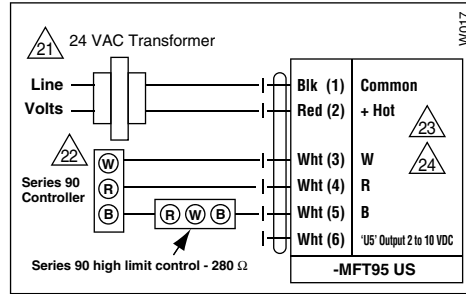 W017
21 24 VAC Transformer
Line
Volts
Blk (1) Common
Red (2) + Hot
23
22
24
Series 90
Controller
W
R
B
R W B
Wht (3) W
Wht (4) R
Wht (5) B
Wht (6) 'U5' Output 2 to 10 VDC
Series 90 high limit control - 280 Ω
-MFT95 US